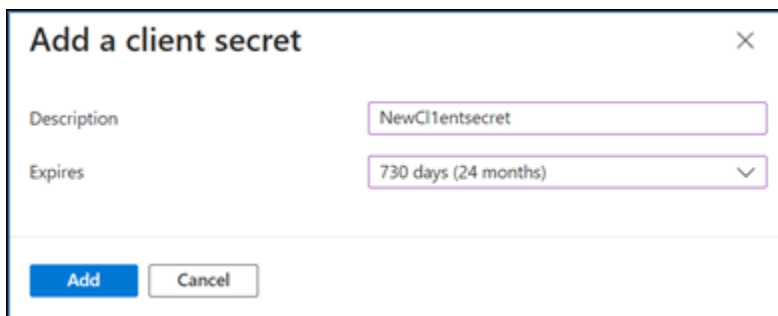 Add a client secret
Description NewCl1entsecret
Expires 730 days (24 months)
Add Cancel